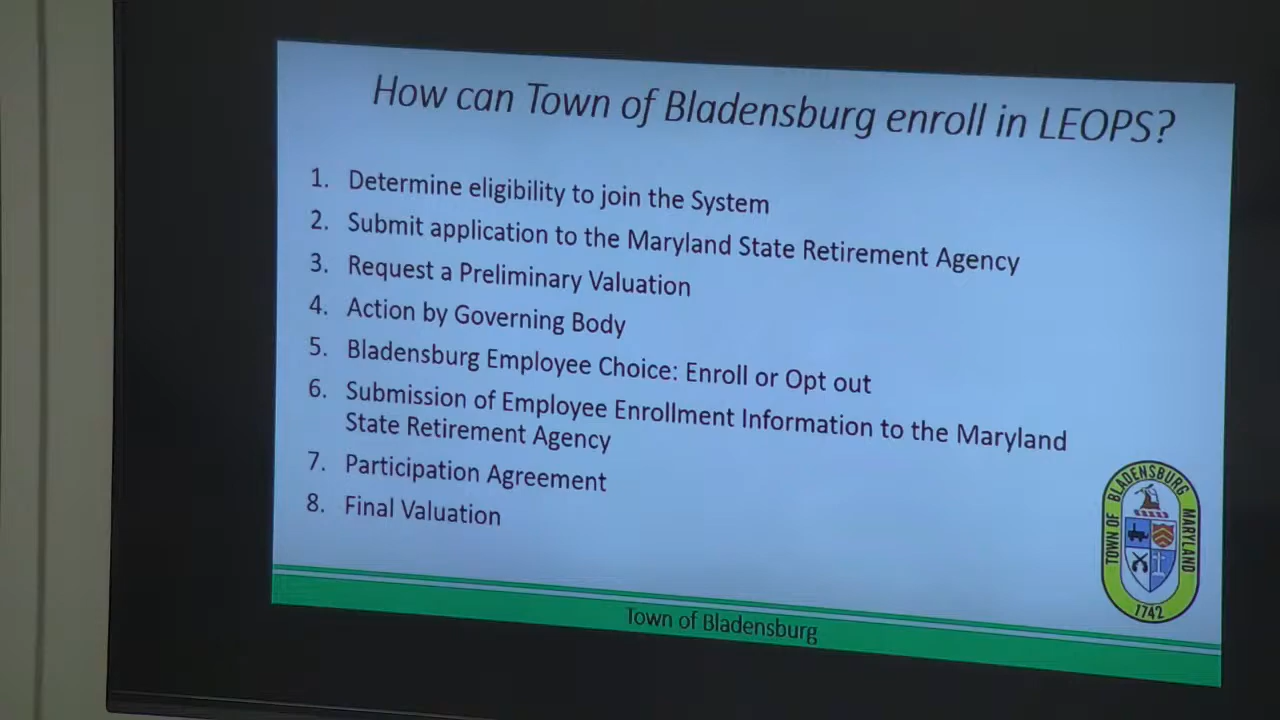 How can Town of Bladensburg enroll in LEOPS?
1. Determine eligibility to join the System
2. Submit application to the Maryland State Retirement Agency
3. Request a Preliminary Valuation
4. Action by Governing Body
5. Bladensburg Employee Choice: Enroll or Opt out
6. Submission of Employee Enrollment Information to the Maryland
State Retirement Agency
7. Participation Agreement
8. Final Valuation
TOWN OF BLADENSBURG MARYLAND
1742
Town of Bladensburg